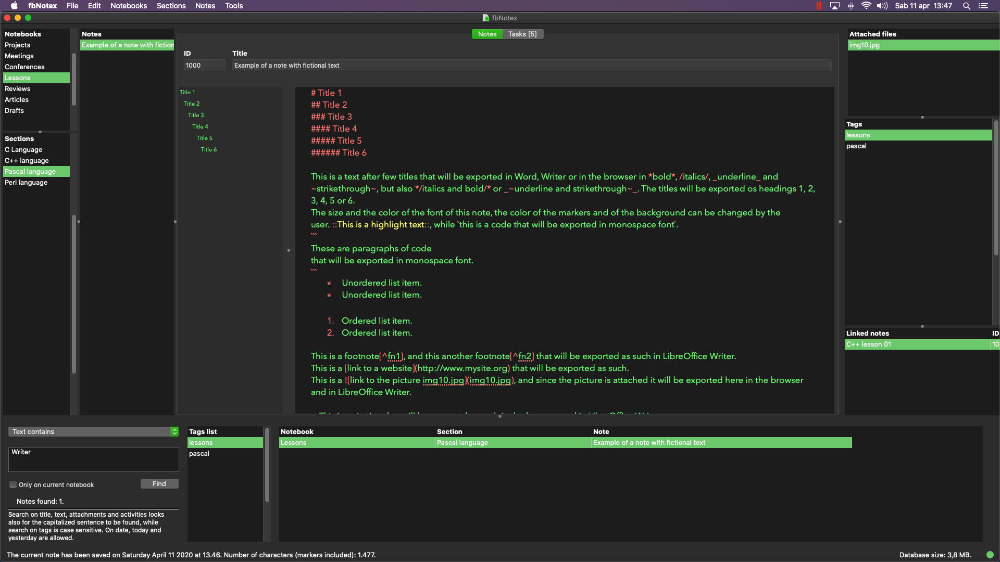 fbNotex File Edit Notebooks Sections Notes Tools
Sab 11 apr 13:47
fbNotex
Notebooks
Projects
Meetings
Conferences
Lessons
Reviews
Articles
Drafts
Sections
C Language
C++ language
Pascal language
Perl language
Notes
Example of a note with fiction
Notes Tasks [5]
ID Title
1000 Example of a note with fictional text
Title 1
Title 2
Title 3
Title 4
Title 5
Title 6
# Title 1
## Title 2
### Title 3
#### Title 4
##### Title 5
###### Title 6
This is a text after few titles that will be exported in Word, Writer or in the browser in *bold*, /italics/, _underline_ and
~strikethrough~, but also */italics and bold/* or _~underline and strikethrough~_. The titles will be exported os headings 1, 2,
3, 4, 5 or 6.
The size and the color of the font of this note, the color of the markers and of the background can be changed by the
user. ::This is a highlight text::, while `this is a code that will be exported in monospace font`.
```
These are paragraphs of code
that will be exported in monospace font.
```
* Unordered list item.
* Unordered list item.
1. Ordered list item.
2. Ordered list item.
This is a footnote[^fn1], and this another footnote[^fn2] that will be exported as such in LibreOffice Writer.
This is a [link to a website](http://www.mysite.org) that will be exported as such.
This is a ![link to the picture img10.jpg](img10.jpg), and since the picture is attached it will be exported here in the browser
and in LibreOffice Writer.
Attached files
img10.jpg
Tags
lessons
pascal
Linked notes ID
C++ lesson 01 10
Text contains
Writer
Only on current notebook
Find
Notes found: 1.
Search on title, text, attachments and activities looks
also for the capitalized sentence to be found, while
search on tags is case sensitive. On date, today and
yesterday are allowed.
Tags list
lessons
pascal
Notebook Section Note
Lessons Pascal language Example of a note with fictional text
The current note has been saved on Saturday April 11 2020 at 13.46. Number of characters (markers included): 1.477.
Database size: 3,8 MB.